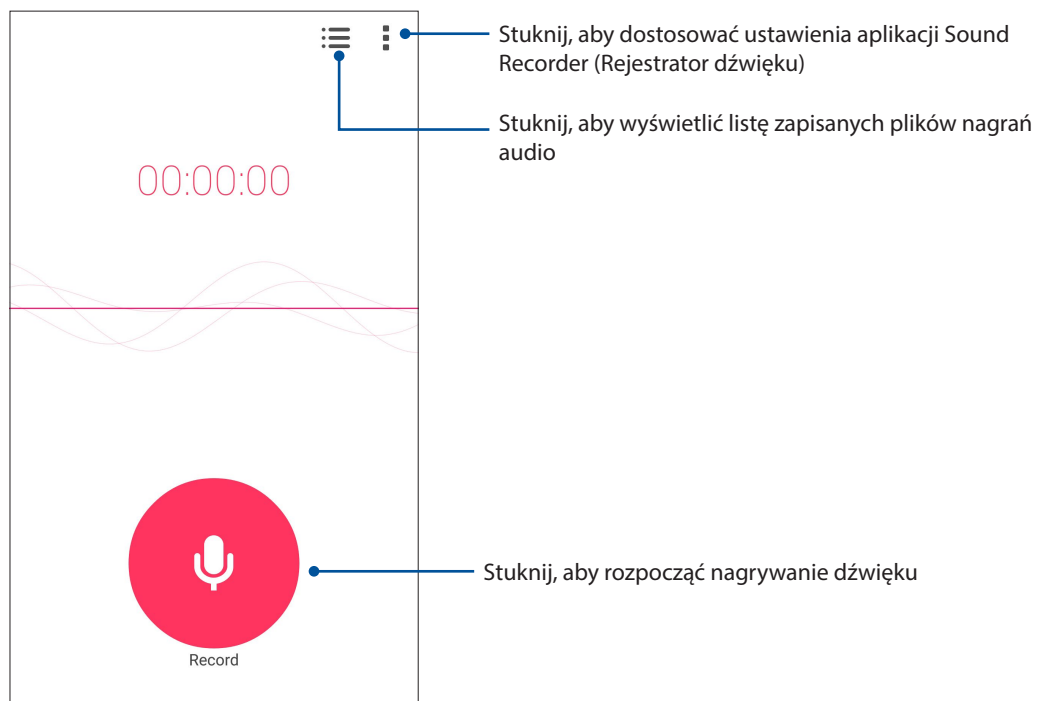 Stuknij, aby dostosować ustawienia aplikacji Sound
Recorder (Rejestrator dźwięku)
Stuknij, aby wyświetlić listę zapisanych plików nagrań
audio
00:00:00
Stuknij, aby rozpocząć nagrywanie dźwięku
Record